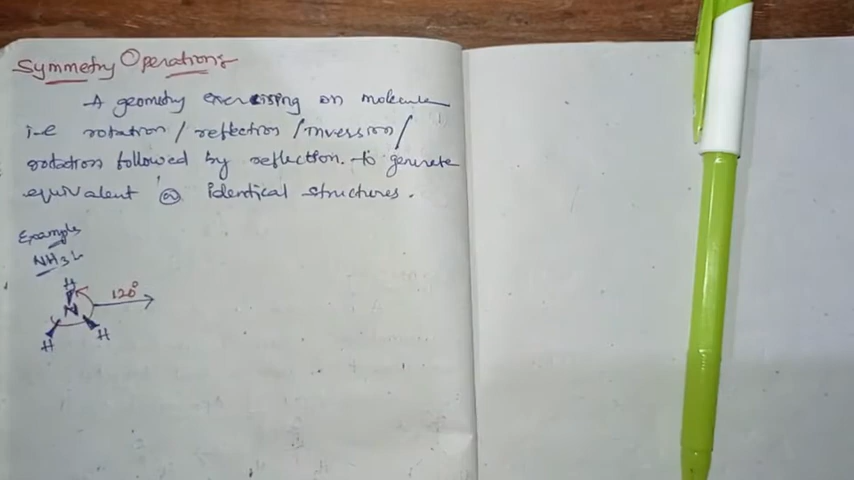 Symmetry Operations
A geometry exercising on molecule
i-e rotation / reflection / inversion /
rotation followed by reflection. to generate
equivalent or identical structures.
Example
NH3
H
120°
N
H
H